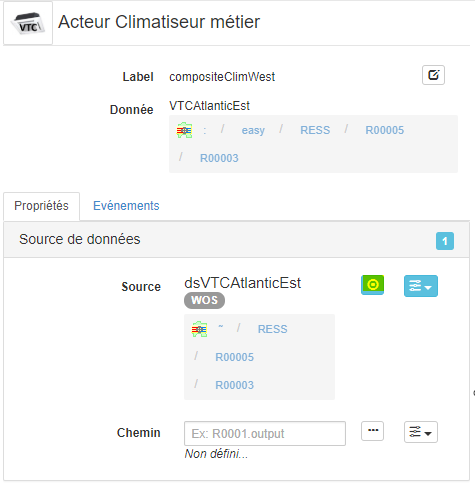 VTC
Acteur Climatiseur métier
Label compositeClimWest
Donnée VTCAtlanticEst
: / easy / RESS / R00005
/ R00003
Propriétés Evénements
Source de données 1
Source dsVTCAtlanticEst
WOS
- / RESS
/ R00005
/ R00003
Chemin Ex: R0001.output ...
Non défini...